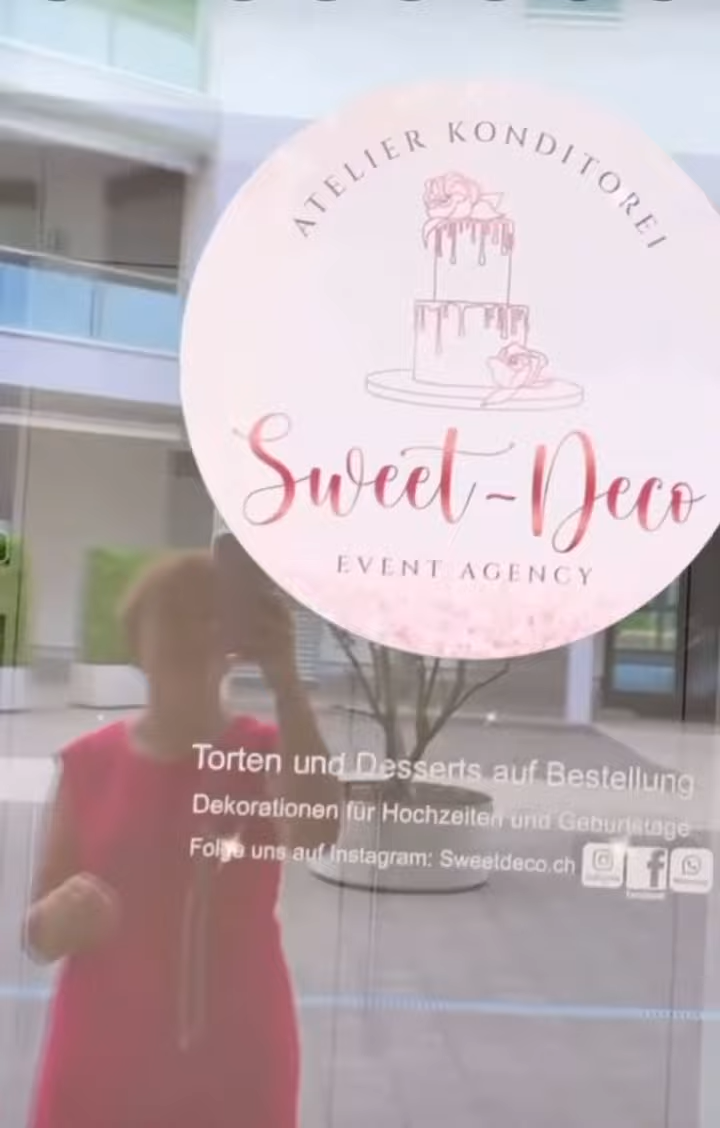 ATELIER KONDITOREI
Sweet-Deco
EVENT AGENCY
Torten und Desserts auf Bestellung
Dekorationen für Hochzeiten und Geburtstage
Folge uns auf Instagram: Sweetdeco.ch